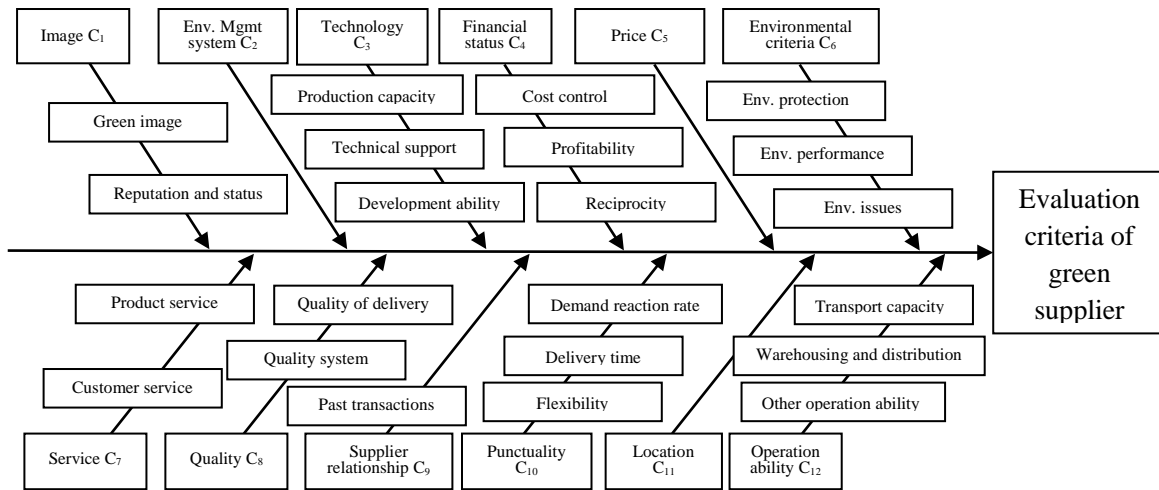 Image C₁
Env. Mgmt
system C₂
Technology
C₃
Financial
status C₄
Price C₅
Environmental
criteria C₆
Production capacity
Cost control
Env. protection
Green image
Technical support
Profitability
Env. performance
Reputation and status
Development ability
Reciprocity
Env. issues
Evaluation
criteria of
green
supplier
Product service
Quality of delivery
Demand reaction rate
Transport capacity
Quality system
Delivery time
Warehousing and distribution
Customer service
Past transactions
Flexibility
Other operation ability
Service C₇
Quality C₈
Supplier
relationship C₉
Punctuality
C₁₀
Location
C₁₁
Operation
ability C₁₂